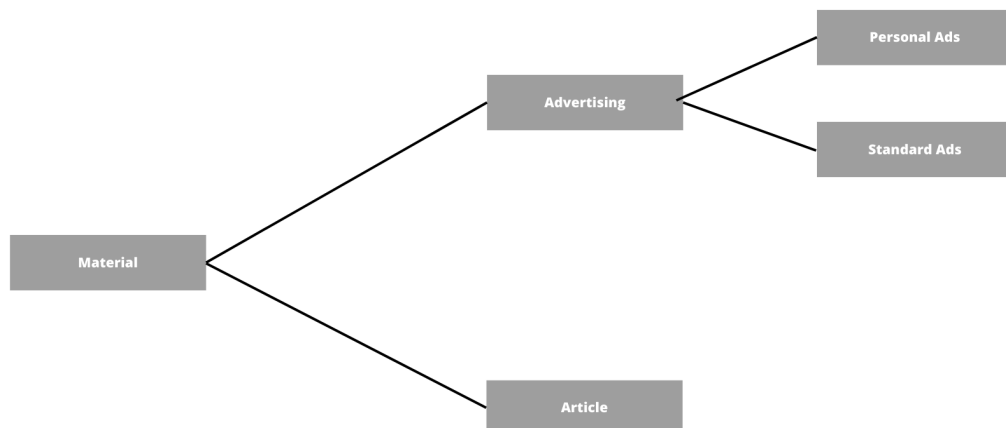 Personal Ads
Advertising
Standard Ads
Material
Article